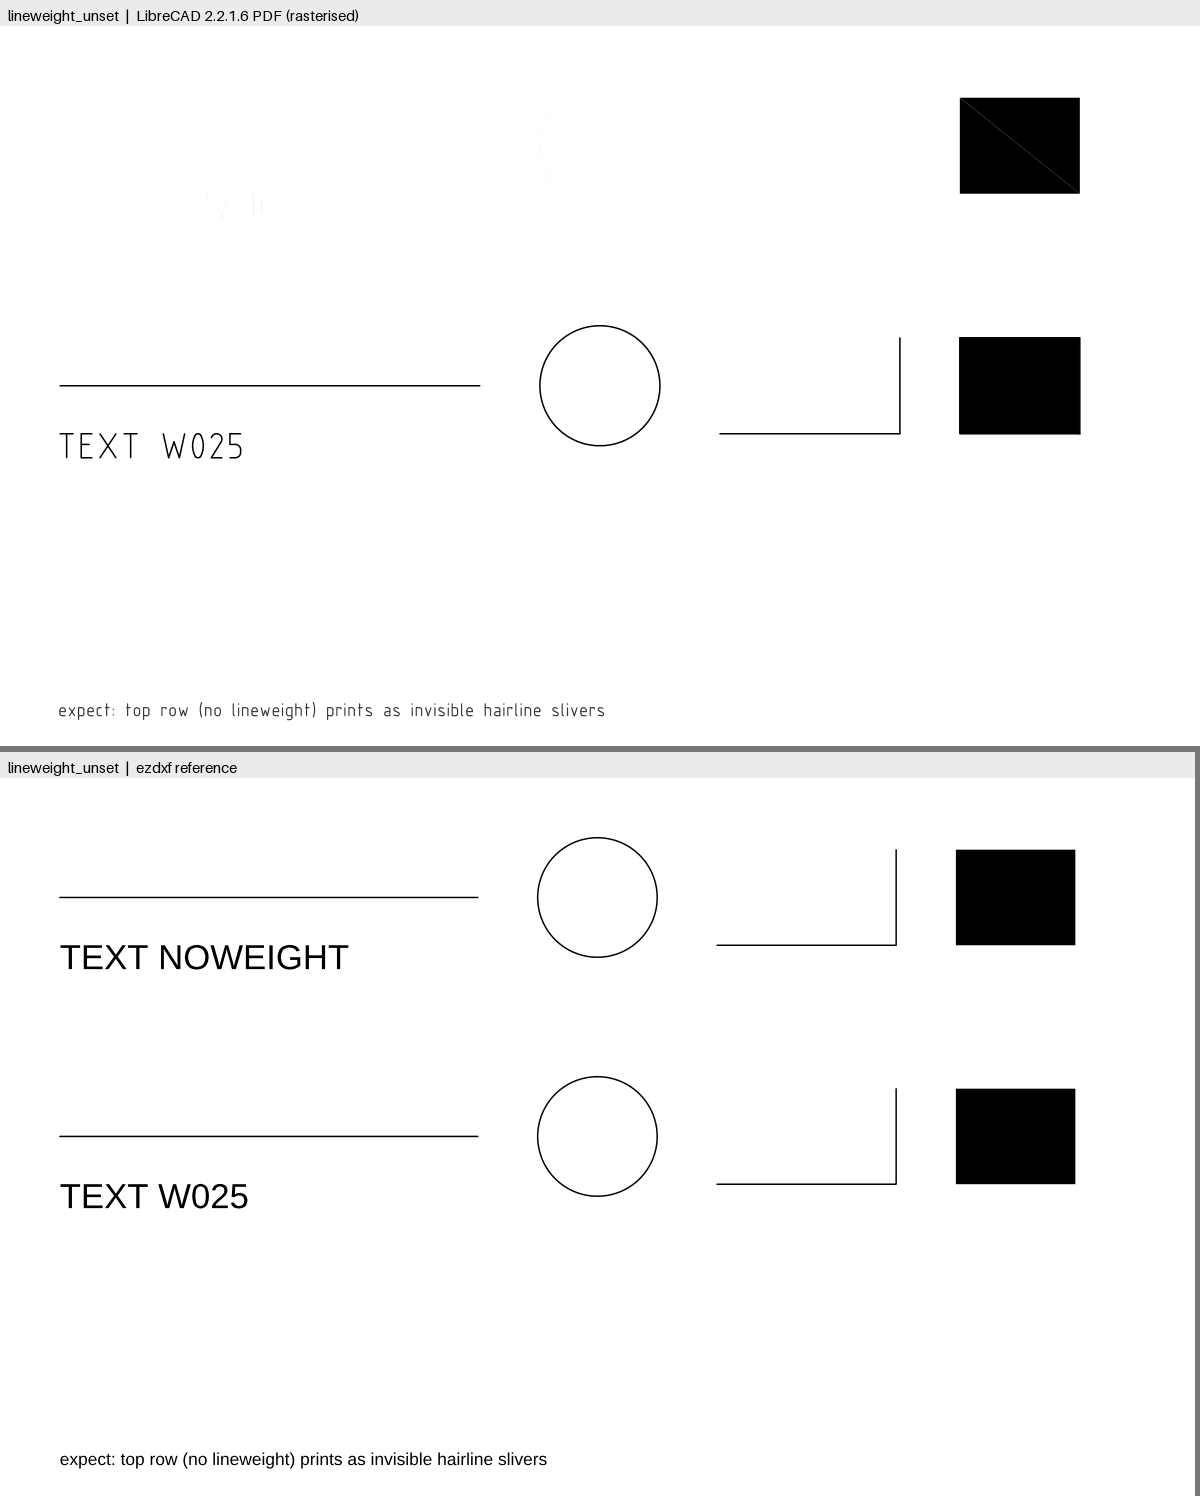 lineweight_unset | LibreCAD 2.2.1.6 PDF (rasterised)
TEXT W025
expect: top row (no lineweight) prints as invisible hairline slivers
lineweight_unset | ezdxf reference
TEXT NOWEIGHT
TEXT W025
expect: top row (no lineweight) prints as invisible hairline slivers